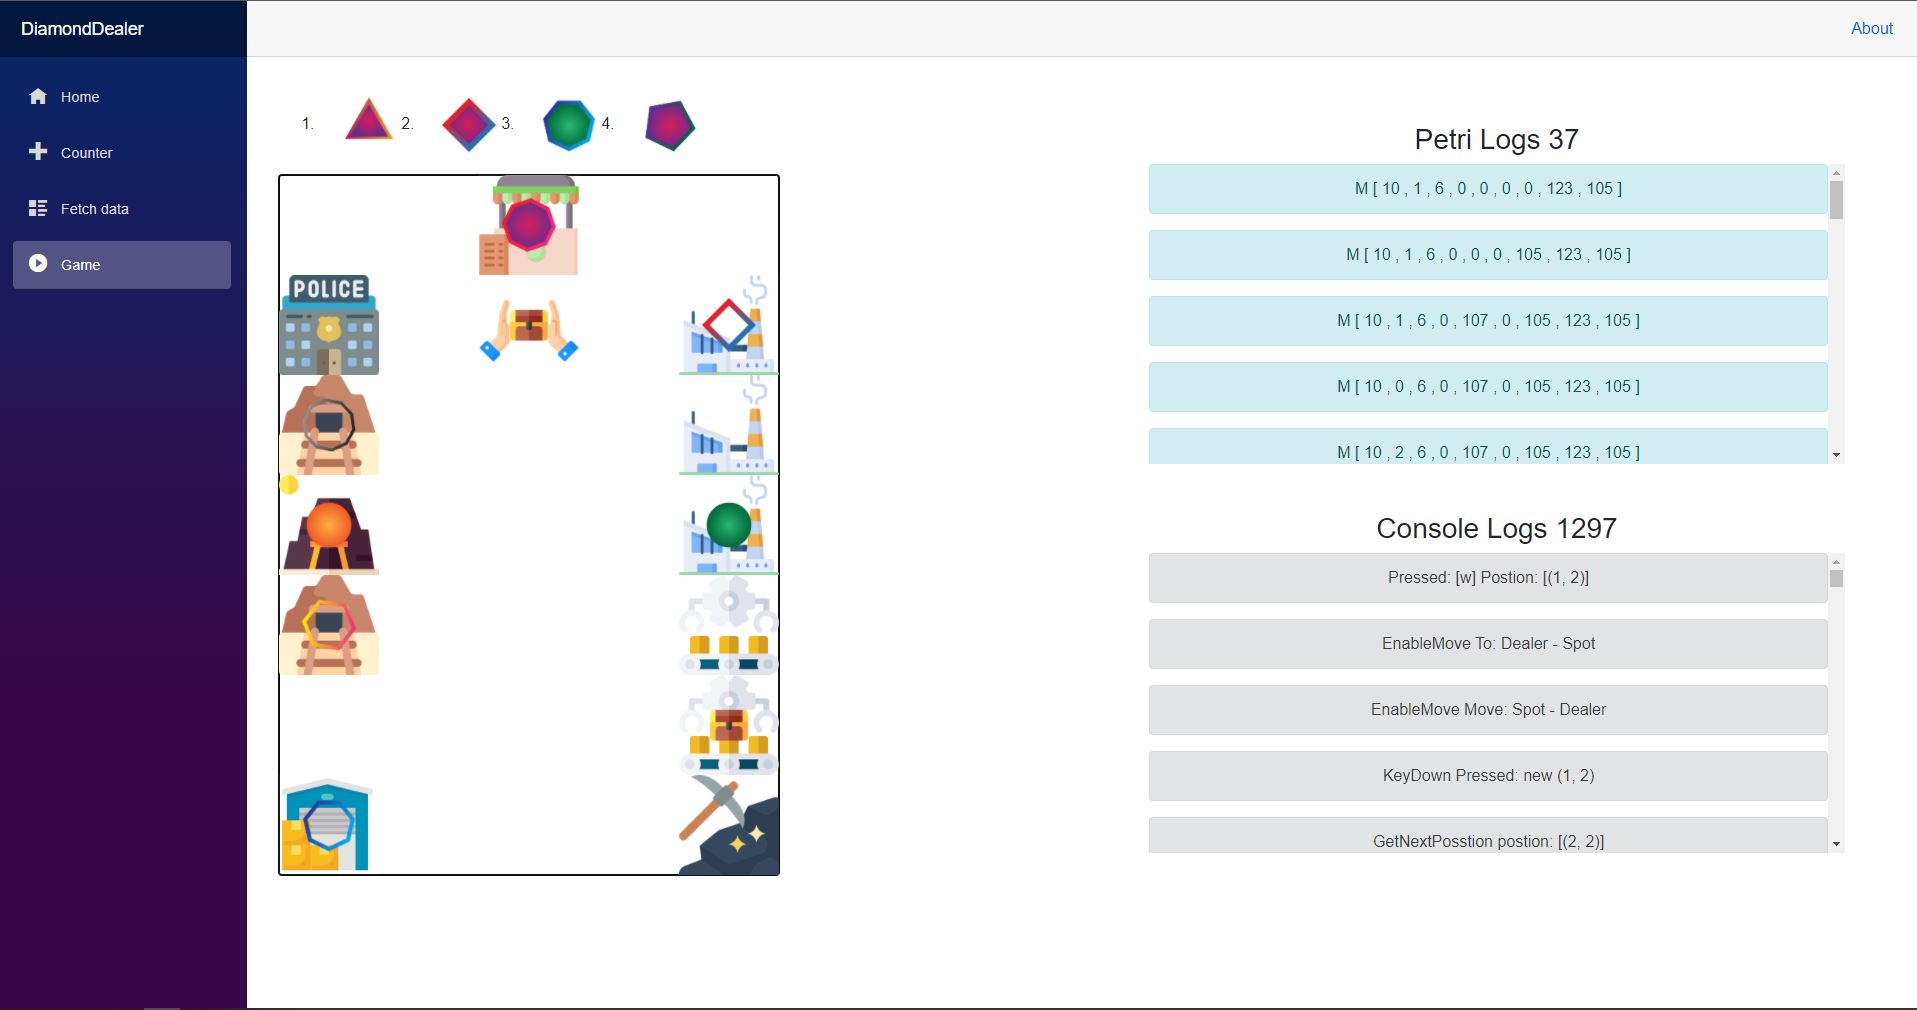 DiamondDealer
About
Home
Counter
Fetch data
Game
1. 2. 3. 4.
POLICE
Petri Logs 37
M [ 10 , 1 , 6 , 0 , 0 , 0 , 0 , 123 , 105 ]
M [ 10 , 1 , 6 , 0 , 0 , 0 , 105 , 123 , 105 ]
M [ 10 , 1 , 6 , 0 , 107 , 0 , 105 , 123 , 105 ]
M [ 10 , 0 , 6 , 0 , 107 , 0 , 105 , 123 , 105 ]
M [ 10 , 2 , 6 , 0 , 107 , 0 , 105 , 123 , 105 ]
Console Logs 1297
Pressed: [w] Postion: [(1, 2)]
EnableMove To: Dealer - Spot
EnableMove Move: Spot - Dealer
KeyDown Pressed: new (1, 2)
GetNextPosstion postion: [(2, 2)]